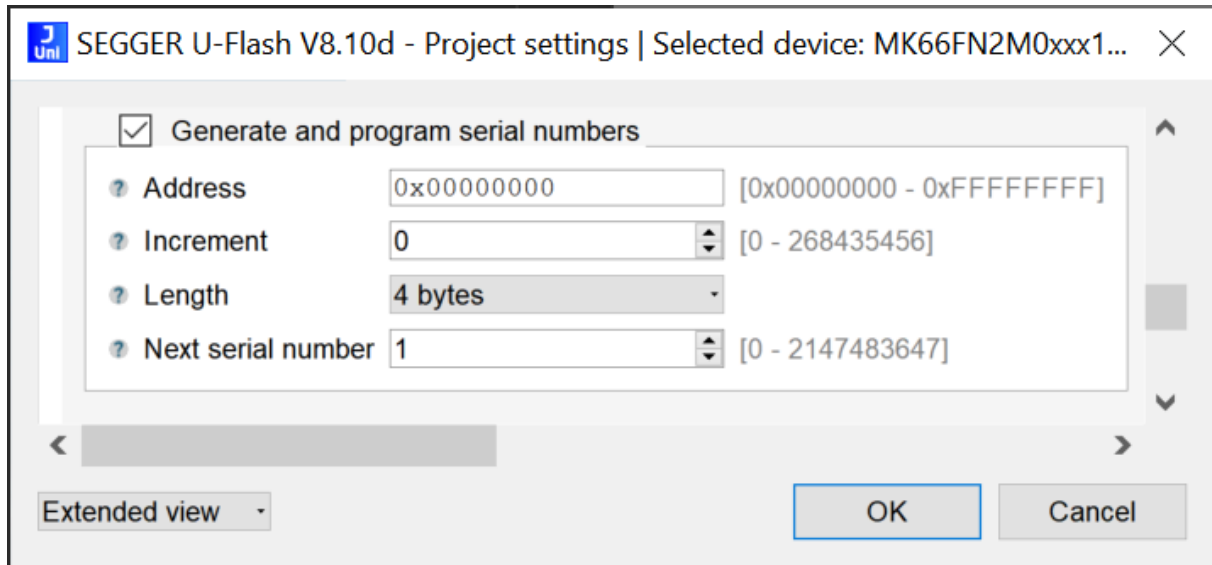 J
Uni
SEGGER U-Flash V8.10d - Project settings | Selected device: MK66FN2M0xxx1...
Generate and program serial numbers
? Address 0x00000000 [0x00000000 - 0xFFFFFFFF]
? Increment 0 [0 - 268435456]
? Length 4 bytes
? Next serial number 1 [0 - 2147483647]
Extended view OK Cancel